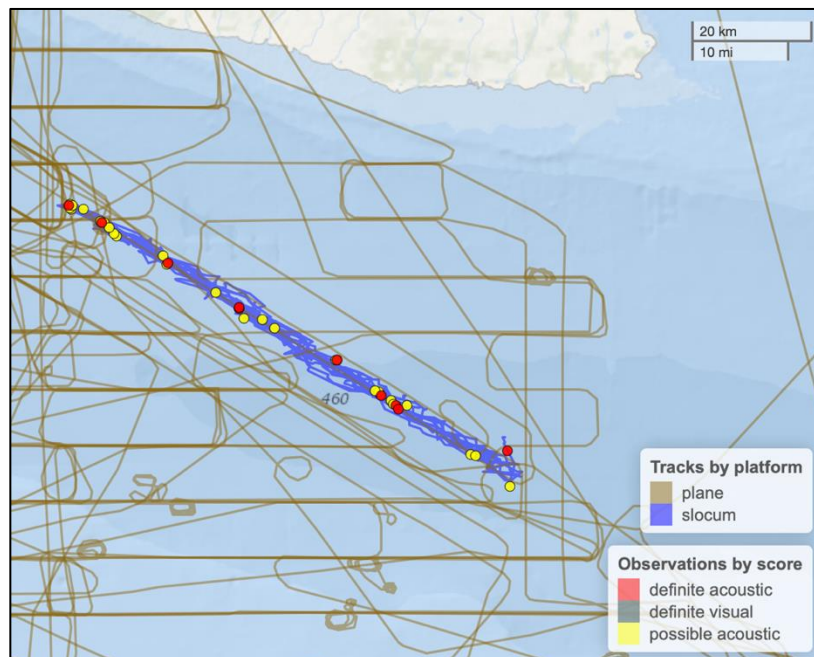 20 km
10 mi
460
Tracks by platform
plane
slocum
Observations by score
definite acoustic
definite visual
possible acoustic